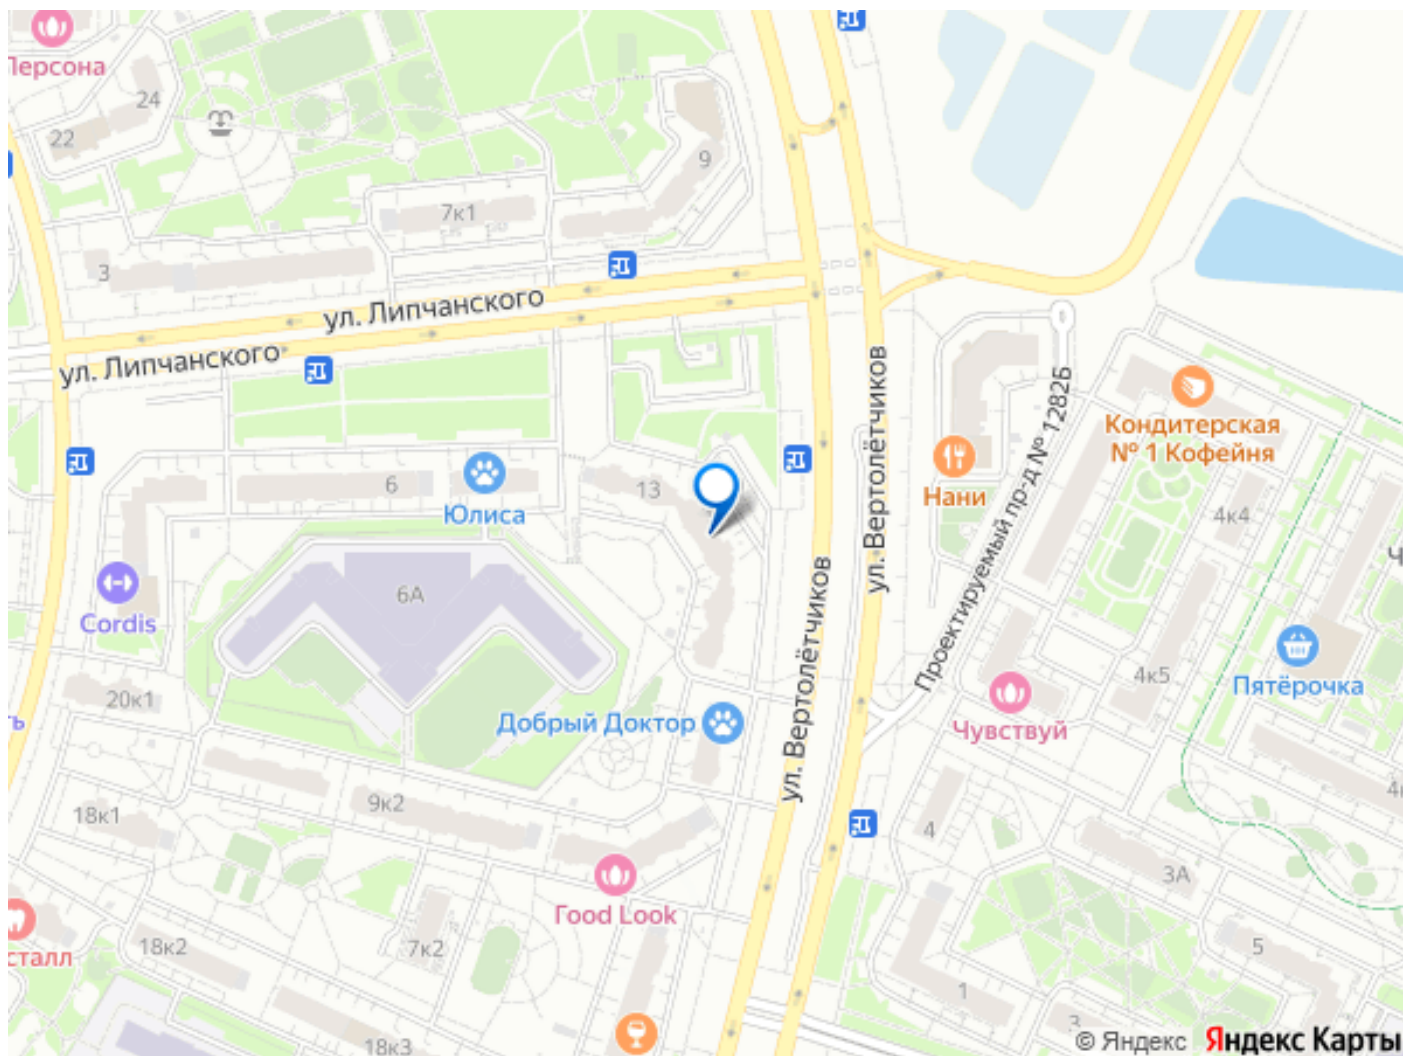 Персона
24
22
9
7к1
3
ул. Липчанского
ул. Липчанского
ул. Вертолётчиков
Проектируемый пр-д № 12825
Кондитерская
№ 1 Кофейня
Нани
13
6
Юлиса
4к4
6А
Cordis
ул. Вертолётчиков
4к5
Пятёрочка
20к1
Добрый Доктор
Чувствуй
18к1
9к2
4
3А
Food Look
18к2
7к2
сталл
5
1
3
18к3
© Яндекс Яндекс Карты